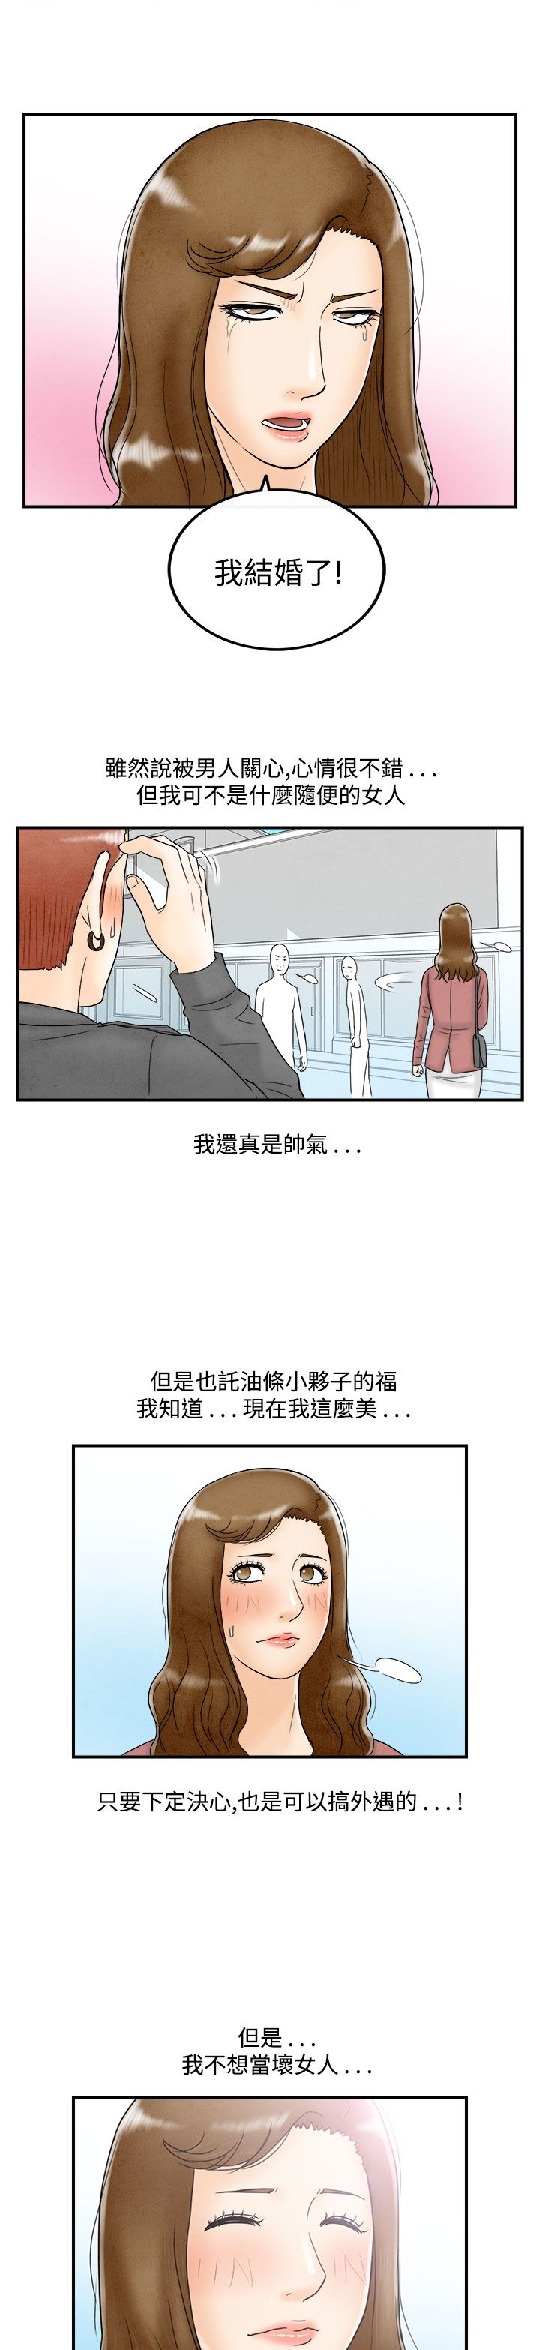 我結婚了!
雖然說被男人關心,心情很不錯...
但我可不是什麼隨便的女人
我還真是帥氣...
但是也託油條小夥子的福
我知道...現在我這麼美...
只要下定決心,也是可以搞外遇的...!
但是...
我不想當壞女人...